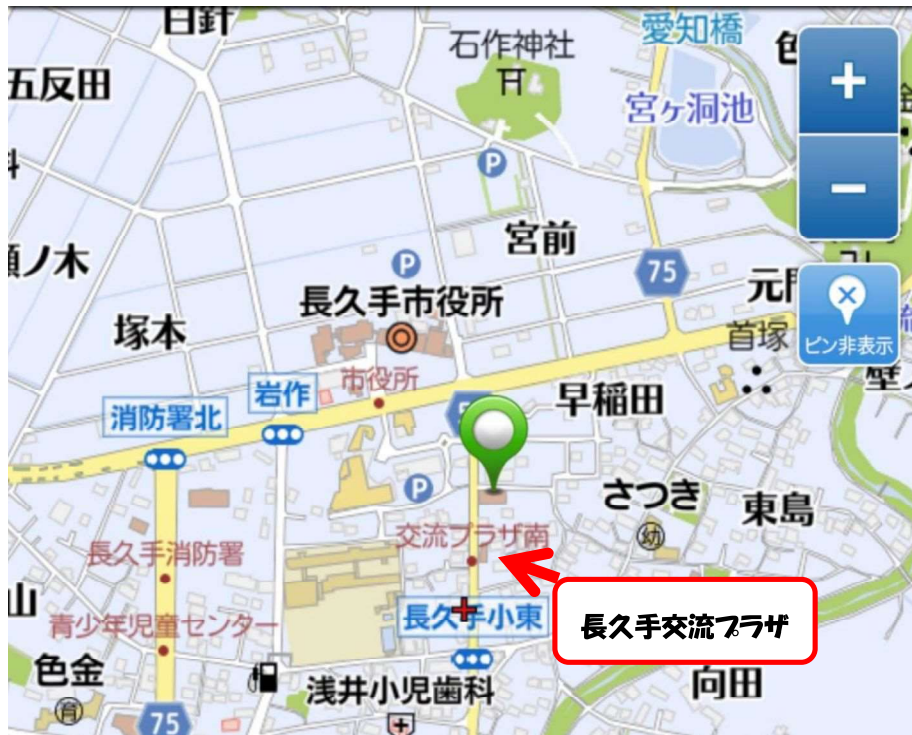 日針
石作神社
愛知橋
色
五反田
宮ヶ洞池
金
P
+
−
宮前
ノ木
P
75
元門
長久手市役所
塚本
首塚
ピン非表示
市役所
岩作
早稲田
消防署北
P
さつき
東島
幼
交流プラザ南
長久手消防署
山
長久手小東
長久手交流プラザ
青少年児童センター
色金
浅井小児歯科
向田
育
75